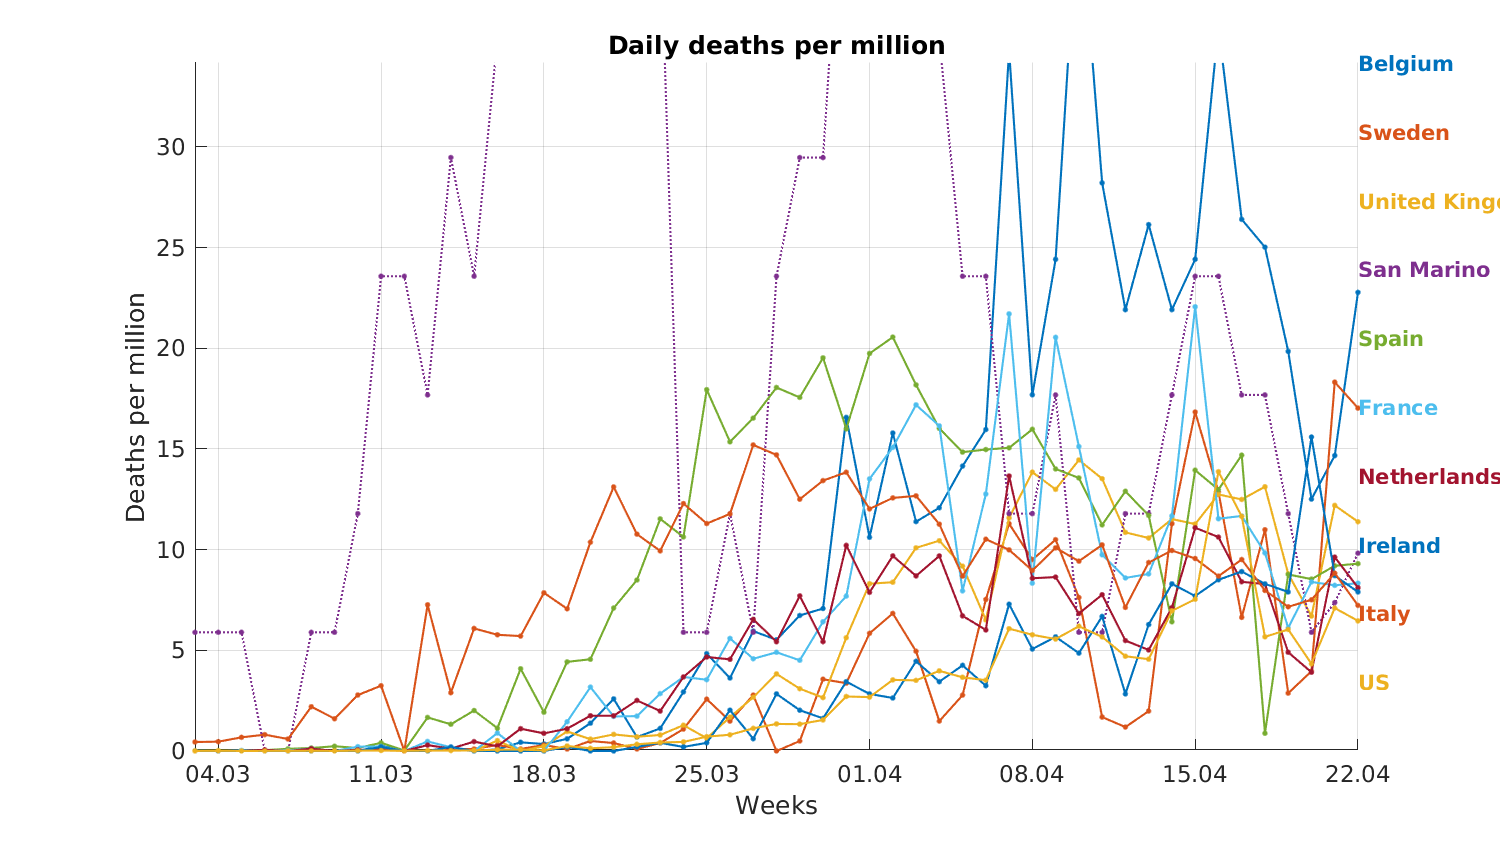 Daily deaths per million
Deaths per million
30
25
20
15
10
5
0
04.03 11.03 18.03 25.03 01.04 08.04 15.04 22.04
Weeks
Belgium
Sweden
United
San Marino
Spain
France
Netherlands
Ireland
Italy
US